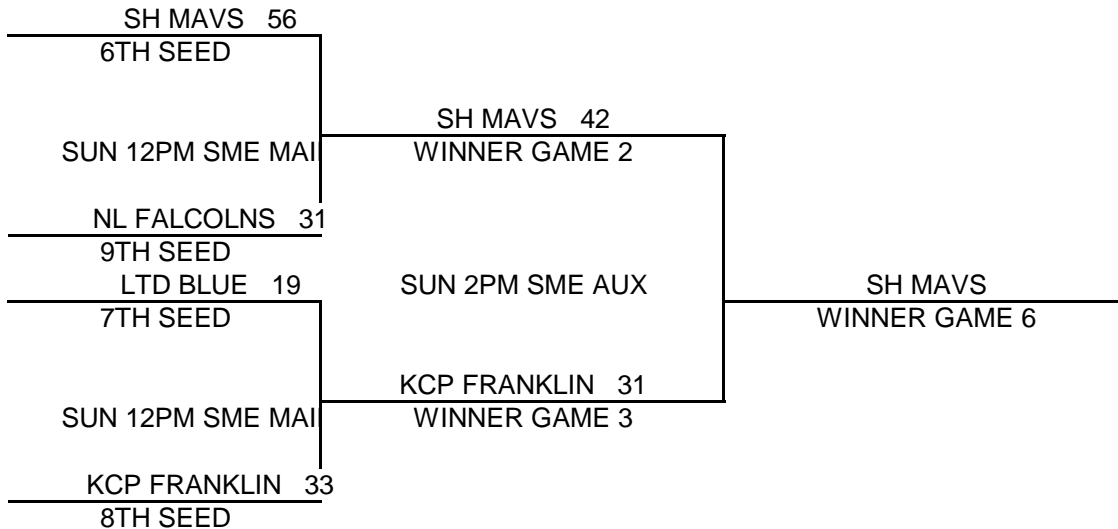 SH MAVS 56
6TH SEED
SH MAVS 42
SUN 12PM SME MAI
WINNER GAME 2
NL FALCOLNS 31
9TH SEED
LTD BLUE 19
SUN 2PM SME AUX
SH MAVS
7TH SEED
WINNER GAME 6
KCP FRANKLIN 31
SUN 12PM SME MAI
WINNER GAME 3
KCP FRANKLIN 33
8TH SEED